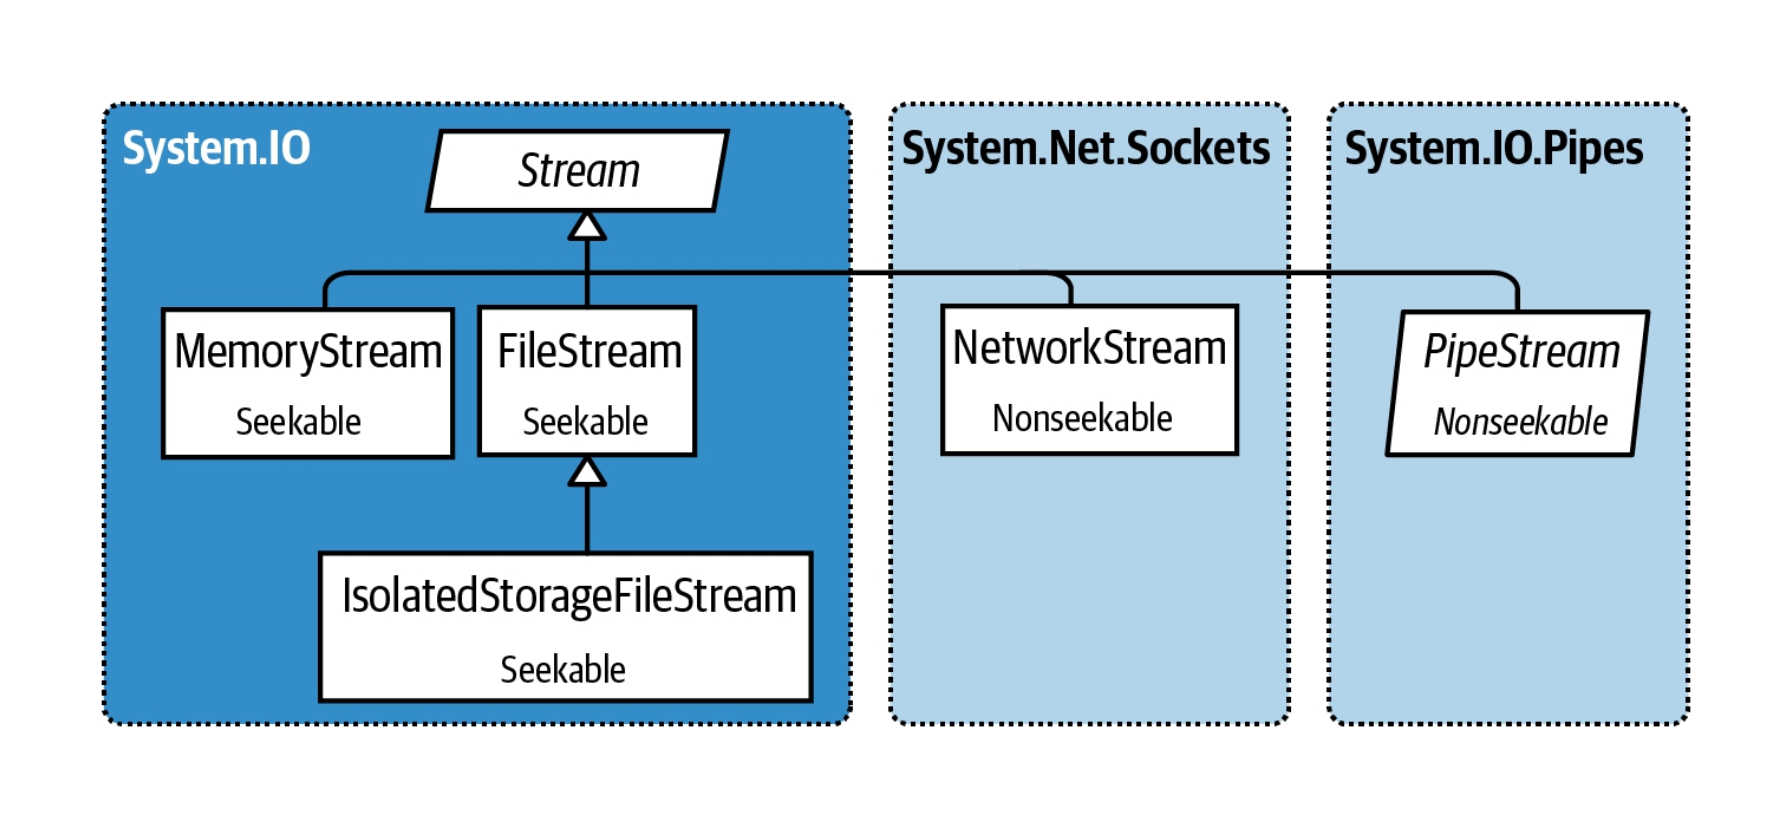 System.IO
Stream
MemoryStream
Seekable
FileStream
Seekable
IsolatedStorageFileStream
Seekable
System.Net.Sockets
NetworkStream
Nonseekable
System.IO.Pipes
PipeStream
Nonseekable